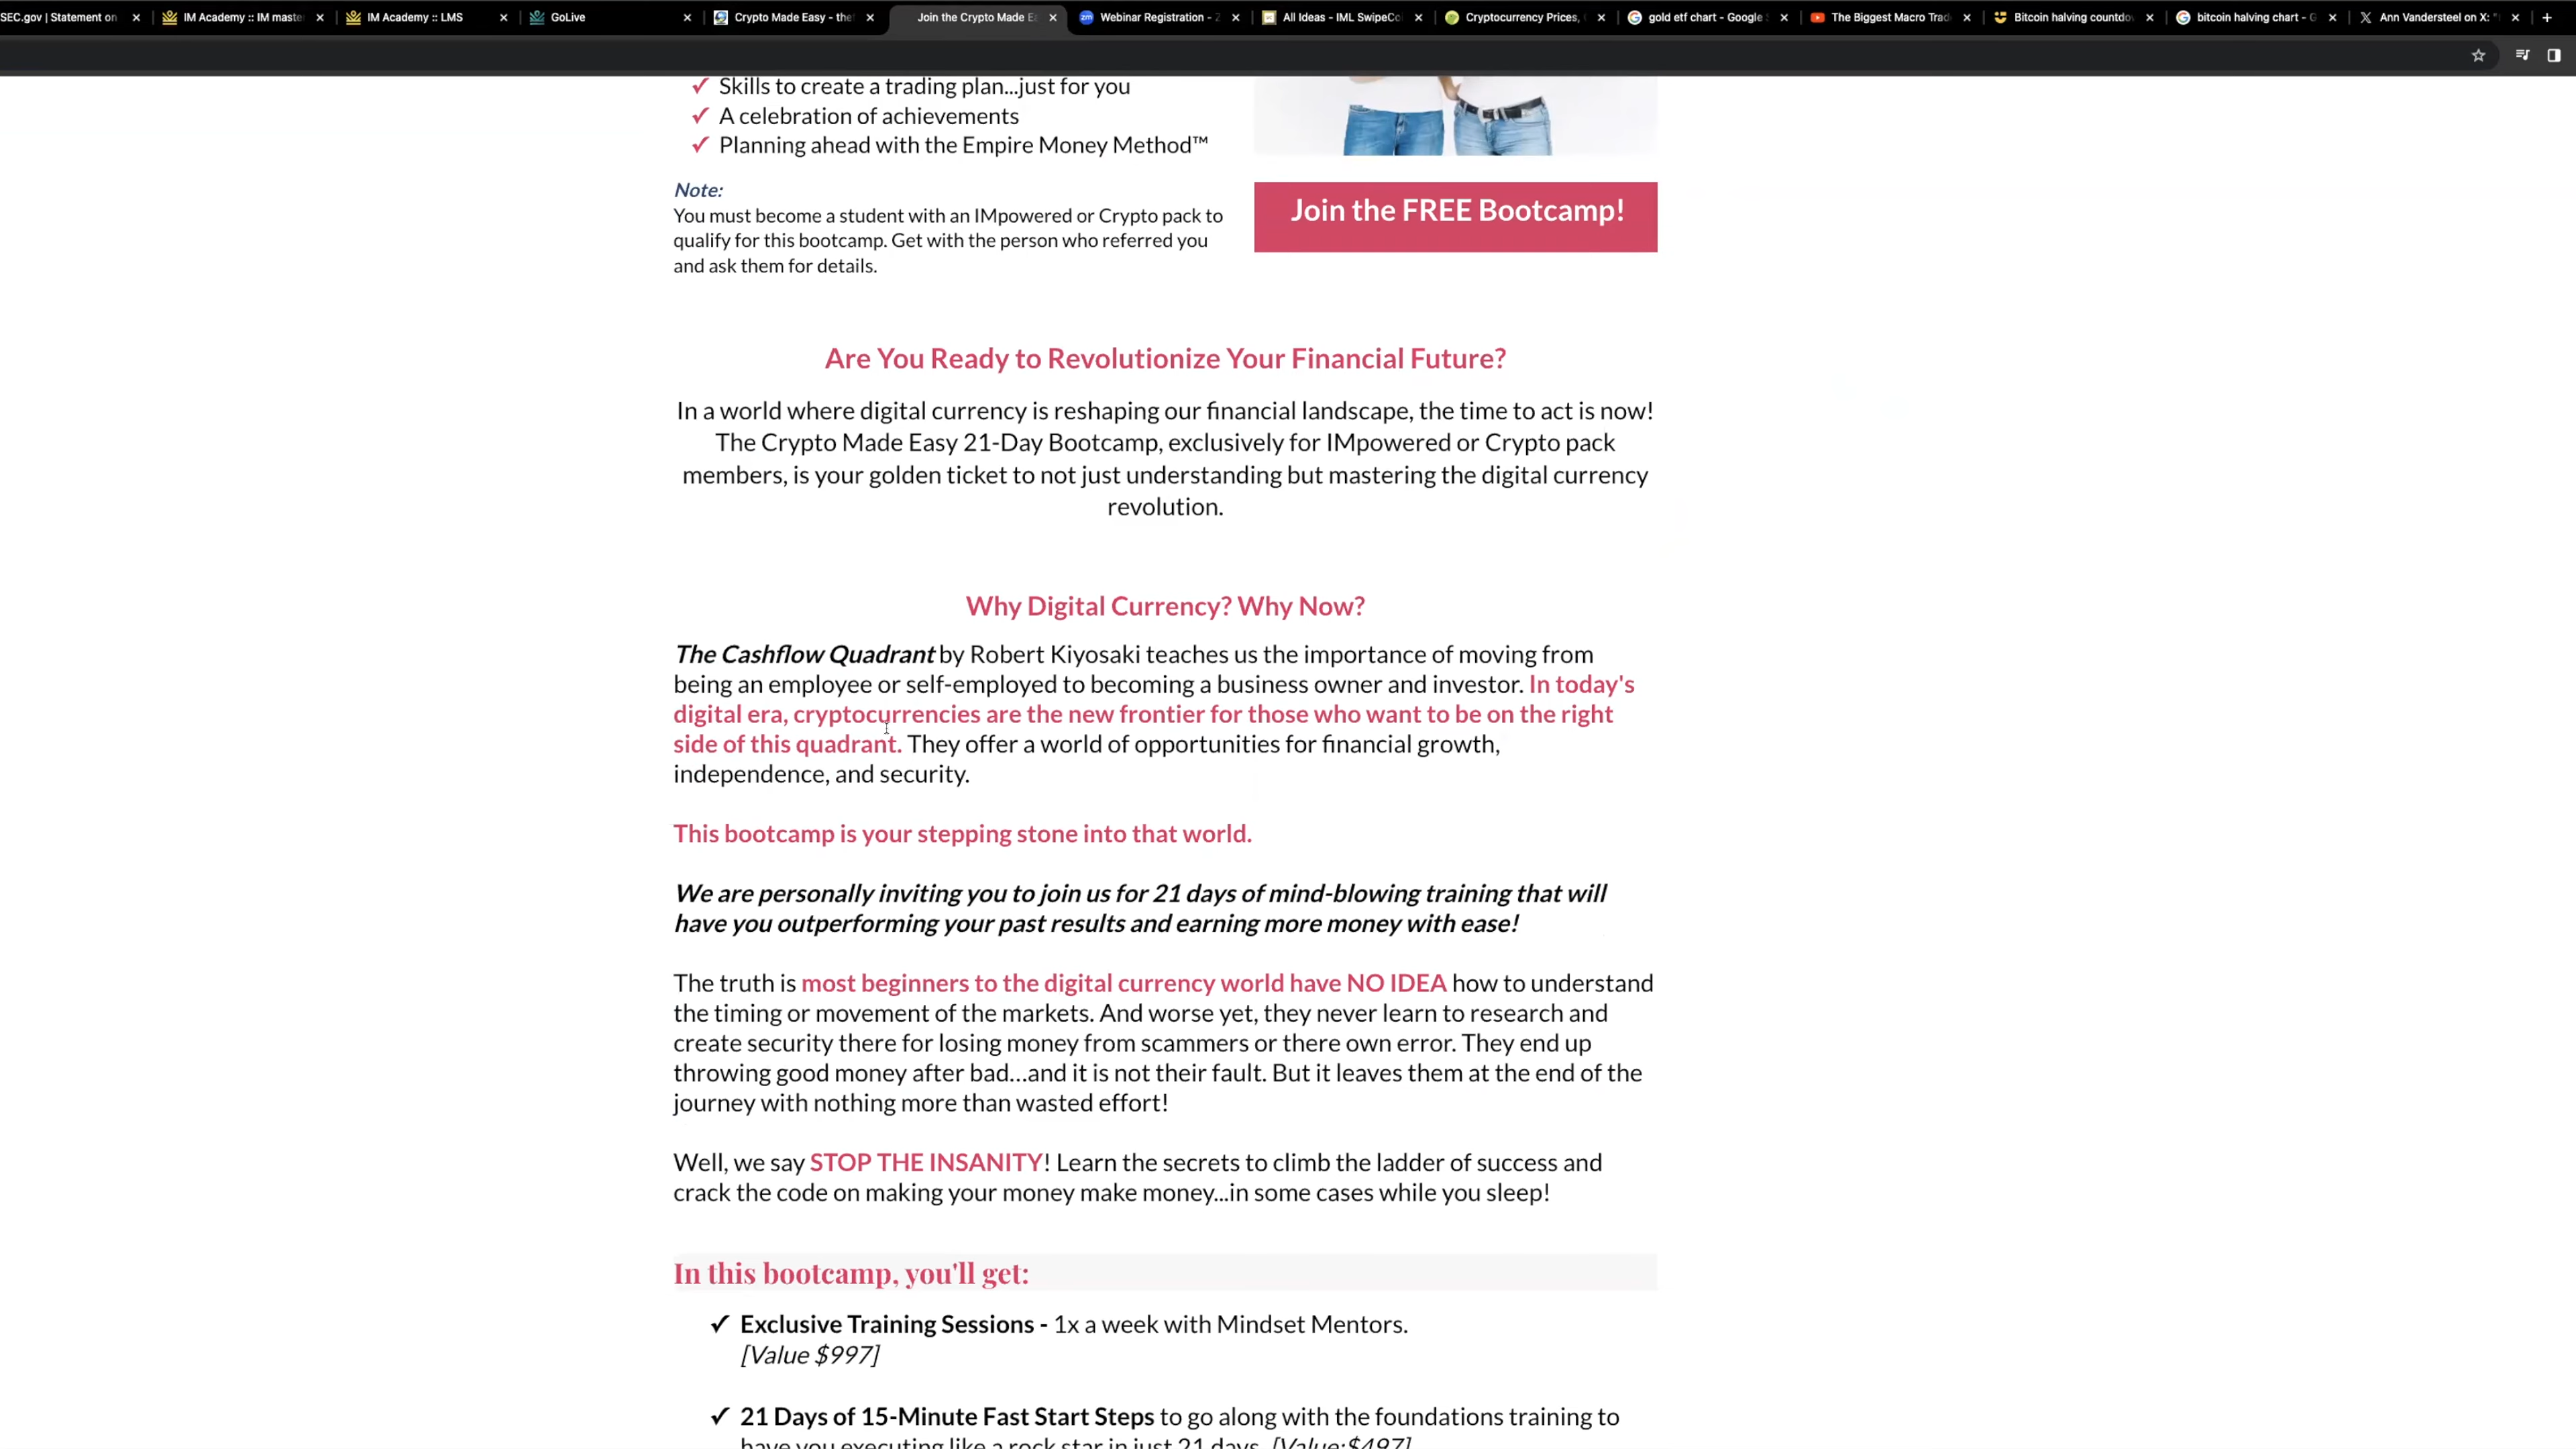 SEC.gov | Statement on
IM Academy :: IM maste
IM Academy :: LMS
GoLive
Crypto Made Easy - the
Join the Crypto Made E
Webinar Registration - Z
All Ideas - IML SwipeCo
Cryptocurrency Prices,
gold etf chart - Google
The Biggest Macro Trad
Bitcoin halving countdo
bitcoin halving chart - G
Ann Vandersteel on X: "
✓ Skills to create a trading plan...just for you
✓ A celebration of achievements
✓ Planning ahead with the Empire Money Method™
Note:
You must become a student with an IMpowered or Crypto pack to
qualify for this bootcamp. Get with the person who referred you
and ask them for details.
Join the FREE Bootcamp!
Are You Ready to Revolutionize Your Financial Future?
In a world where digital currency is reshaping our financial landscape, the time to act is now!
The Crypto Made Easy 21-Day Bootcamp, exclusively for IMpowered or Crypto pack
members, is your golden ticket to not just understanding but mastering the digital currency
revolution.
Why Digital Currency? Why Now?
The Cashflow Quadrant by Robert Kiyosaki teaches us the importance of moving from
being an employee or self-employed to becoming a business owner and investor. In today's
digital era, cryptocurrencies are the new frontier for those who want to be on the right
side of this quadrant. They offer a world of opportunities for financial growth,
independence, and security.
This bootcamp is your stepping stone into that world.
We are personally inviting you to join us for 21 days of mind-blowing training that will
have you outperforming your past results and earning more money with ease!
The truth is most beginners to the digital currency world have NO IDEA how to understand
the timing or movement of the markets. And worse yet, they never learn to research and
create security there for losing money from scammers or there own error. They end up
throwing good money after bad...and it is not their fault. But it leaves them at the end of the
journey with nothing more than wasted effort!
Well, we say STOP THE INSANITY! Learn the secrets to climb the ladder of success and
crack the code on making your money make money...in some cases while you sleep!
In this bootcamp, you'll get:
✓ Exclusive Training Sessions - 1x a week with Mindset Mentors.
[Value $997]
✓ 21 Days of 15-Minute Fast Start Steps to go along with the foundations training to
have you executing like a rock star in just 21 days. [Value:$497]